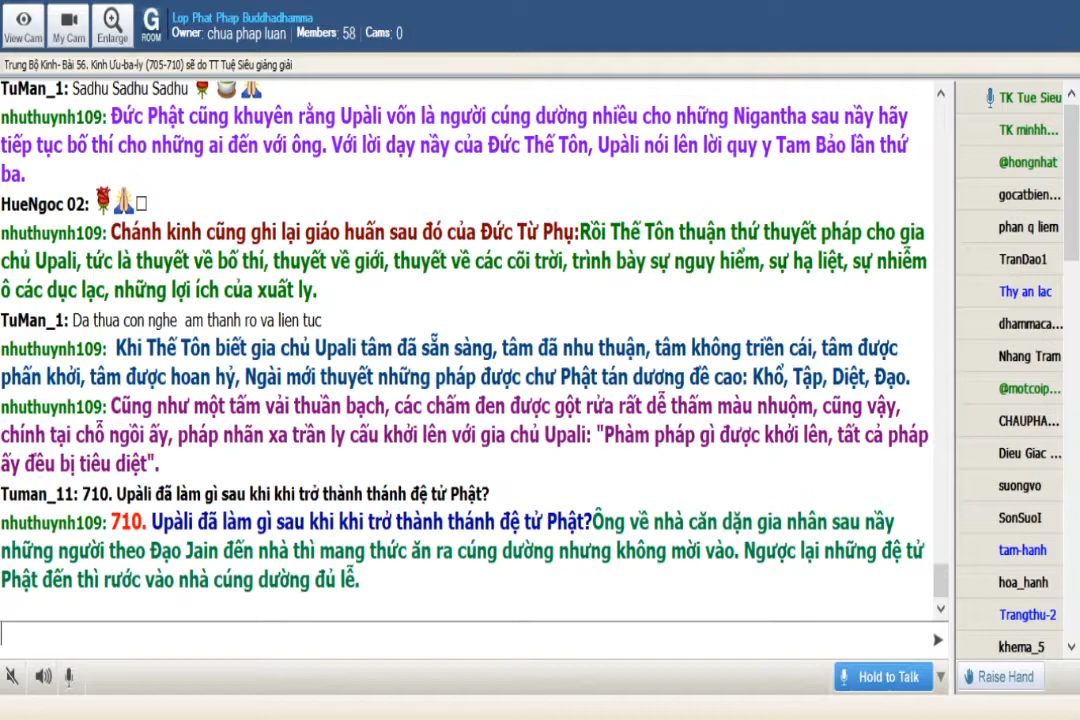 View Cam
My Cam
Enlarge
G
ROOM
Lop Phat Phap Buddhadhamma
Owner: chua phap luan | Members: 58 | Cams: 0
Trung Bộ Kinh- Bài 56. Kinh Ưu-ba-ly (705-710) sẽ do TT Tuệ Siêu giảng giải
TuMan_1: Sadhu Sadhu Sadhu
nhuthuynh109: Đức Phật cũng khuyên rằng Upàli vốn là người cúng dường nhiều cho những Nigantha sau nầy hãy
tiếp tục bố thí cho những ai đến với ông. Với lời dạy nầy của Đức Thế Tôn, Upàli nói lên lời quy y Tam Bảo lần thứ
ba.
HueNgoc 02:
nhuthuynh109: Chánh kinh cũng ghi lại giáo huấn sau đó của Đức Từ Phụ:Rồi Thế Tôn thuận thứ thuyết pháp cho gia
chủ Upali, tức là thuyết về bố thí, thuyết về giới, thuyết về các cõi trời, trình bày sự nguy hiểm, sự hạ liệt, sự nhiễm
ô các dục lạc, những lợi ích của xuất ly.
TuMan_1: Da thua con nghe am thanh ro va lien tuc
nhuthuynh109: Khi Thế Tôn biết gia chủ Upali tâm đã sẵn sàng, tâm đã nhu thuận, tâm không triền cái, tâm được
phấn khởi, tâm được hoan hỷ, Ngài mới thuyết những pháp được chư Phật tán dương đề cao: Khổ, Tập, Diệt, Đạo.
nhuthuynh109: Cũng như một tấm vải thuần bạch, các chấm đen được gột rửa rất dễ thấm màu nhuộm, cũng vậy,
chính tại chỗ ngồi ấy, pháp nhãn xa trần ly cấu khởi lên với gia chủ Upali: "Phàm pháp gì được khởi lên, tất cả pháp
ấy đều bị tiêu diệt".
Tuman_11: 710. Upàli đã làm gì sau khi khi trở thành thánh đệ tử Phật?
nhuthuynh109: 710. Upàli đã làm gì sau khi khi trở thành thánh đệ tử Phật?Ông về nhà căn dặn gia nhân sau nầy
những người theo Đạo Jain đến nhà thì mang thức ăn ra cúng dường nhưng không mời vào. Ngược lại những đệ tử
Phật đến thì rước vào nhà cúng dường đủ lễ.
TK Tue Sieu
TK minhh...
@hongnhat
gocatbien...
phan q liem
TranDao1
Thy an lac
dhammaca...
Nhang Tram
@motcoip...
CHAUPHA...
Dieu Giac ...
suongvo
SonSuoI
tam-hanh
hoa_hanh
Trangthu-2
khema_5
Hold to Talk
Raise Hand